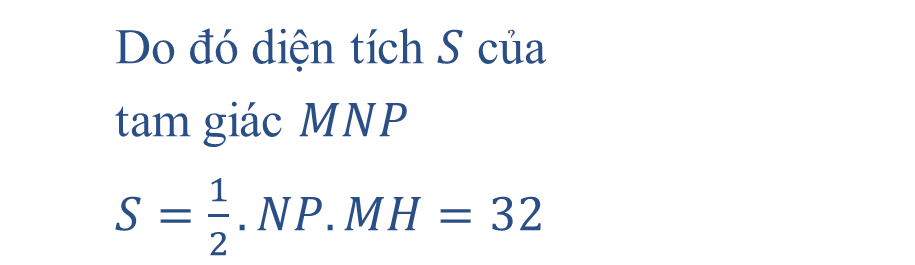 Do đó diện tích S của
tam giác MNP
S = 1/2 . NP. MH = 32